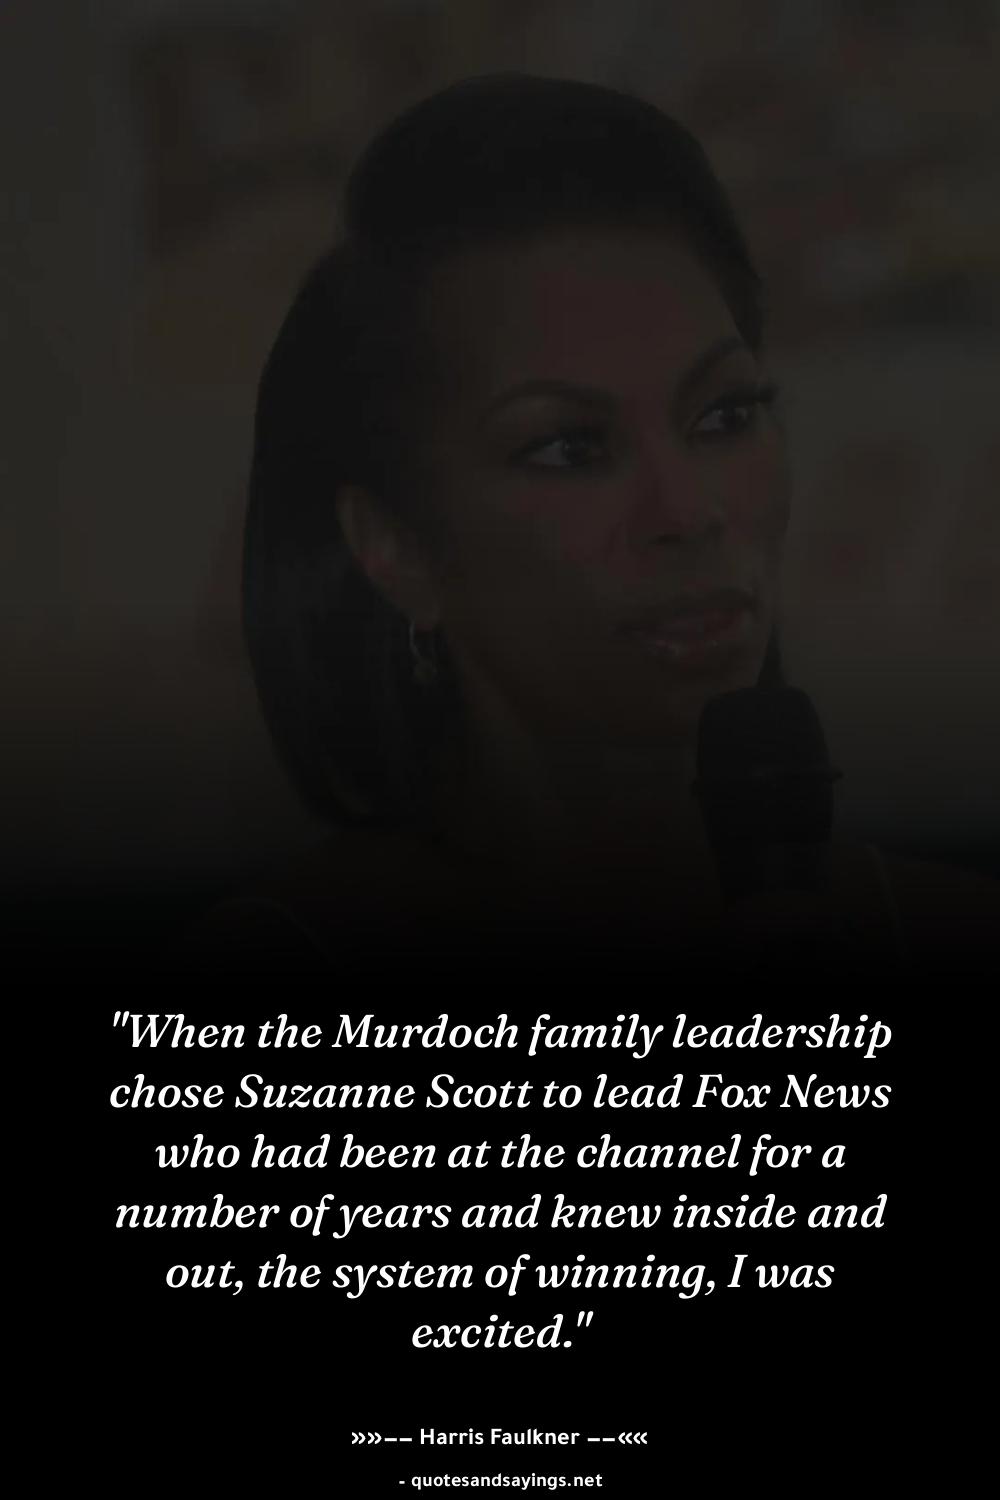 "When the Murdoch family leadership
chose Suzanne Scott to lead Fox News
who had been at the channel for a
number of years and knew inside and
out, the system of winning, I was
excited."
»»−− Harris Faulkner −−««
- quotesandsayings.net